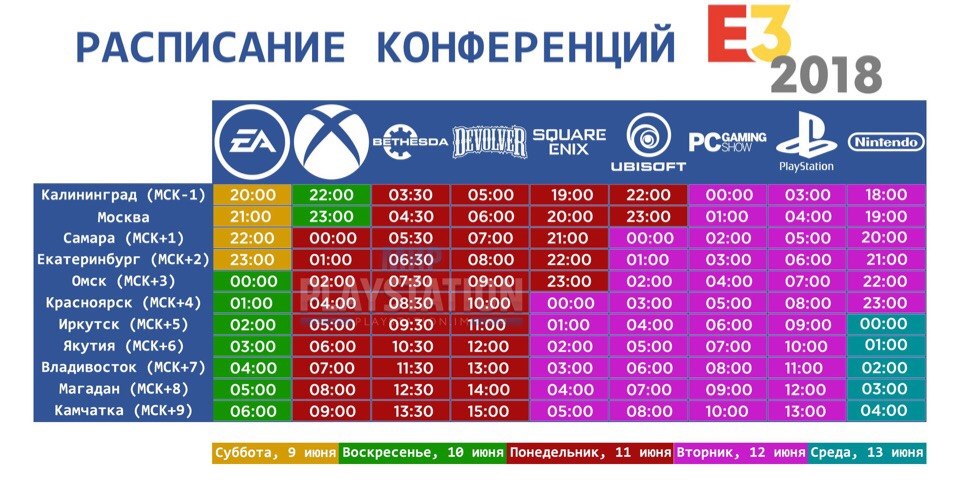 РАСПИСАНИЕ КОНФЕРЕНЦИЙ E3 2018
EA BETHESDA DEVOLVER SQUARE ENIX UBISOFT PC GAMING SHOW PlayStation Nintendo
Калининград (МСК-1) 20:00 22:00 03:30 05:00 19:00 22:00 00:00 03:00 18:00
Москва 21:00 23:00 04:30 06:00 20:00 23:00 01:00 04:00 19:00
Самара (МСК+1) 22:00 00:00 05:30 07:00 21:00 00:00 02:00 05:00 20:00
Екатеринбург (МСК+2) 23:00 01:00 06:30 08:00 22:00 01:00 03:00 06:00 21:00
Омск (МСК+3) 00:00 02:00 07:30 09:00 23:00 02:00 04:00 07:00 22:00
Красноярск (МСК+4) 01:00 04:00 08:30 10:00 00:00 03:00 05:00 08:00 23:00
Иркутск (МСК+5) 02:00 05:00 09:30 11:00 01:00 04:00 06:00 09:00 00:00
Якутия (МСК+6) 03:00 06:00 10:30 12:00 02:00 05:00 07:00 10:00 01:00
Владивосток (МСК+7) 04:00 07:00 11:30 13:00 03:00 06:00 08:00 11:00 02:00
Магадан (МСК+8) 05:00 08:00 12:30 14:00 04:00 07:00 09:00 12:00 03:00
Камчатка (МСК+9) 06:00 09:00 13:30 15:00 05:00 08:00 10:00 13:00 04:00
PLAYSTATION
Суббота, 9 июня Воскресенье, 10 июня Понедельник, 11 июня Вторник, 12 июня Среда, 13 июня